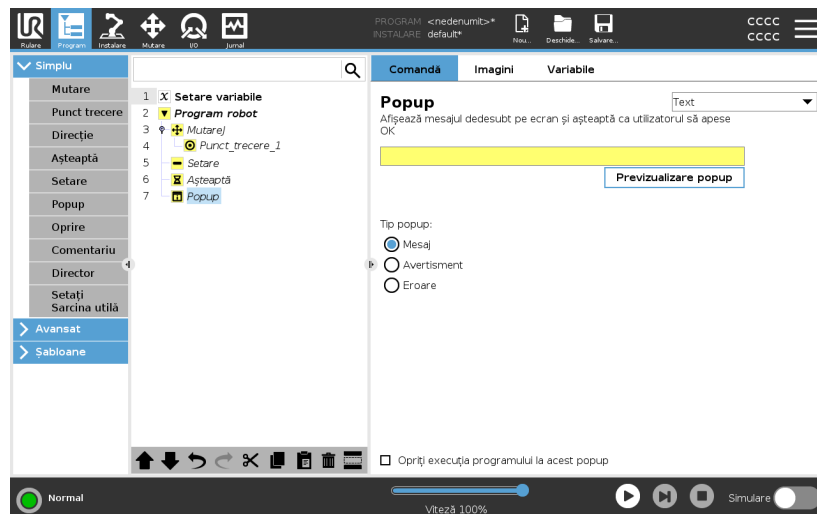 UR
Rulare
Program
Instalare
Mutare
I/O
Jurnal
PROGRAM <nedenumit>*
INSTALARE default*
Nou...
Deschide...
Salvare...
CCCC
CCCC
Simplu
Mutare
Punct trecere
Direcție
Așteaptă
Setare
Popup
Oprire
Comentariu
Director
Setați
Sarcina utilă
Avansat
Șabloane
1 X Setare variabile
2 Program robot
3 MutareJ
4 Punct_trecere_1
5 Setare
6 Așteaptă
7 Popup
Comandă Imagini Variabile
Popup
Text
Afișează mesajul dedesubt pe ecran și așteaptă ca utilizatorul să apese
OK
Previzualizare popup
Tip popup:
Mesaj
Avertisment
Eroare
Opriți execuția programului la acest popup
Normal
Viteză 100%
Simulare